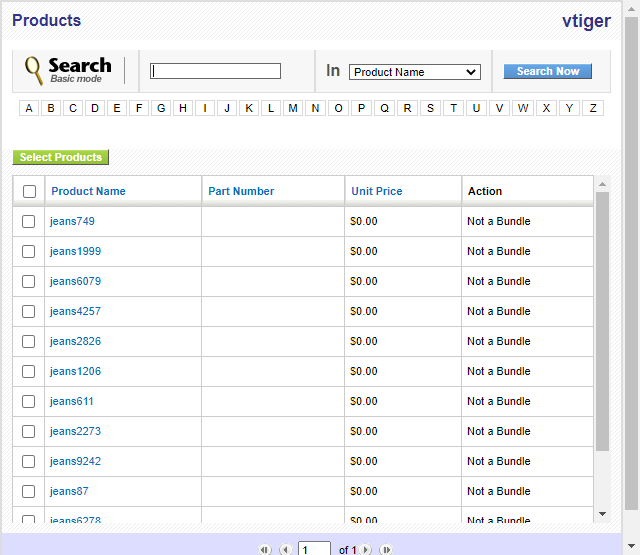 Products vtiger
Search
Basic mode
In Product Name Search Now
A B C D E F G H I J K L M N O P Q R S T U V W X Y Z
Select Products
Product Name Part Number Unit Price Action
jeans749 $0.00 Not a Bundle
jeans1999 $0.00 Not a Bundle
jeans6079 $0.00 Not a Bundle
jeans4257 $0.00 Not a Bundle
jeans2826 $0.00 Not a Bundle
jeans1206 $0.00 Not a Bundle
jeans611 $0.00 Not a Bundle
jeans2273 $0.00 Not a Bundle
jeans9242 $0.00 Not a Bundle
jeans87 $0.00 Not a Bundle
jeans6278 $0.00 Not a Bundle
1 of 1